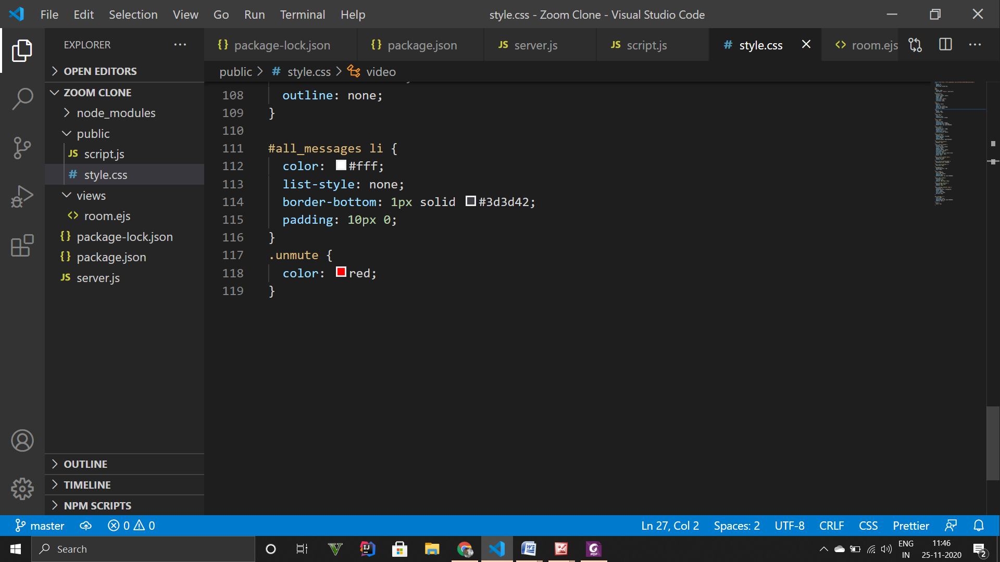 File Edit Selection View Go Run Terminal Help
style.css - Zoom Clone - Visual Studio Code
EXPLORER
OPEN EDITORS
ZOOM CLONE
node_modules
public
JS script.js
# style.css
views
<> room.ejs
{} package-lock.json
{} package.json
JS server.js
OUTLINE
TIMELINE
NPM SCRIPTS
{} package-lock.json
{} package.json
JS server.js
JS script.js
# style.css
<> room.ejs
public > # style.css > video
108 outline: none;
109 }
110
111 #all_messages li {
112 color: #fff;
113 list-style: none;
114 border-bottom: 1px solid #3d3d42;
115 padding: 10px 0;
116 }
117 .unmute {
118 color: red;
119 }
master 0 0
Ln 27, Col 2 Spaces: 2 UTF-8 CRLF CSS Prettier
Search
ENG
IN
11:46
25-11-2020
2